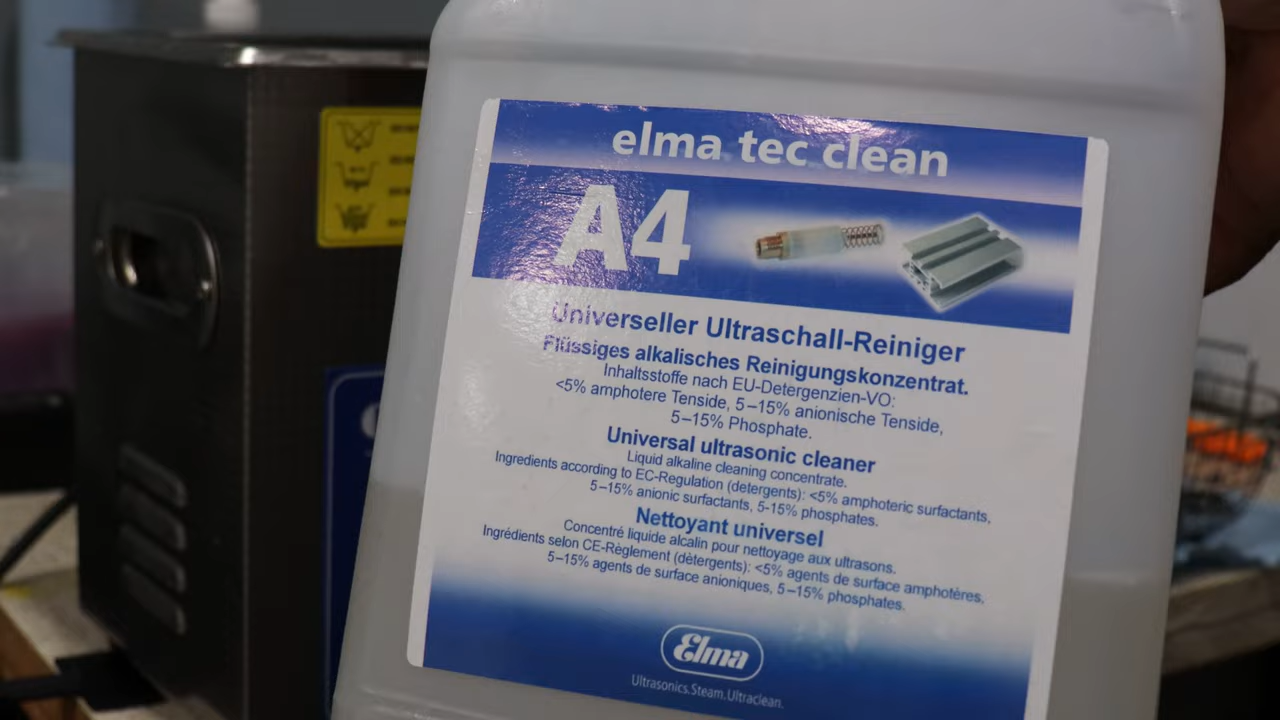 elma tec clean
A4
Universeller Ultraschall-Reiniger
Flüssiges alkalisches Reinigungskonzentrat.
Inhaltsstoffe nach EU-Detergenzien-VO:
<5% amphotere Tenside, 5–15% anionische Tenside,
5–15% Phosphate.
Universal ultrasonic cleaner
Liquid alkaline cleaning concentrate.
Ingredients according to EC-Regulation (detergents): <5% amphoteric surfactants,
5–15% anionic surfactants, 5-15% phosphates.
Nettoyant universel
Concentré liquide alcalin pour nettoyage aux ultrasons.
Ingrédients selon CE-Règlement (dètergents): <5% agents de surface amphotères,
5–15% agents de surface anioniques, 5–15% phosphates.
Elma
Ultrasonics.Steam.Ultraclean.